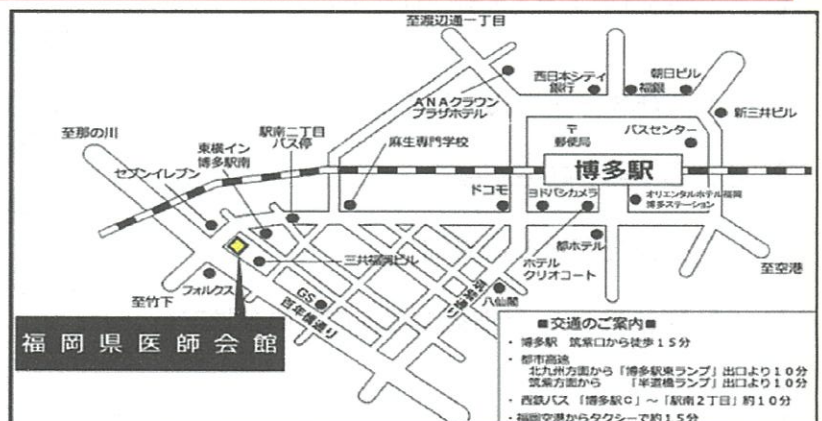 至渡辺通一丁目
西日本シティ
銀行
福銀
朝日ビル
ANAクラウン
プラザホテル
新三井ビル
至那の川
駅南二丁目
バス停
東横イン
博多駅南
セブンイレブン
麻生専門学校
〒
郵便局
バスセンター
博多駅
ドコモ
ヨドバシカメラ
オリエンタルホテル福岡
博多ステーション
都ホテル
ホテル
クリオコート
至空港
三共福岡ビル
筑紫通り
八仙閣
GS
百年橋通り
フォルクス
至竹下
福岡県医師会館
■交通のご案内■
・博多駅 筑紫口から徒歩15分
・都市高速
北九州方面から「博多駅東ランプ」出口より10分
筑紫方面から 「半道橋ランプ」出口より10分
・西鉄バス「博多駅C」～「駅南2丁目」約10分
・福岡空港からタクシーで約15分